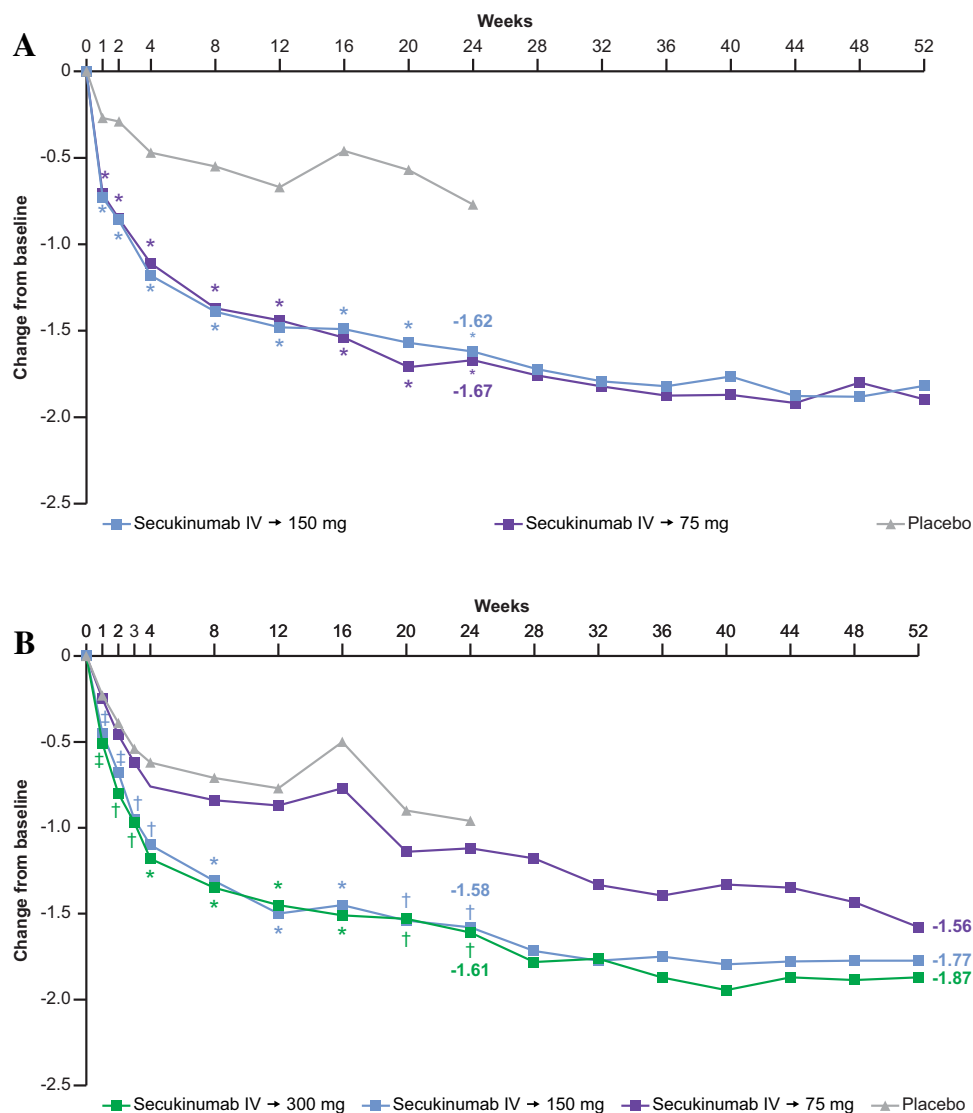 A
Weeks
0 1 2 4 8 12 16 20 24 28 32 36 40 44 48 52
Change from baseline
0
-0.5
-1.0
-1.5
-2.0
-2.5
* * * * * * * *
* * * * * * * *
-1.62
-1.67
Secukinumab IV → 150 mg Secukinumab IV → 75 mg Placebo
B
Weeks
0 1 2 3 4 8 12 16 20 24 28 32 36 40 44 48 52
Change from baseline
0
-0.5
-1.0
-1.5
-2.0
-2.5
‡ ‡ † † * * * † †
‡ † † * * * * † †
-1.58
-1.61
-1.56
-1.77
-1.87
Secukinumab IV → 300 mg Secukinumab IV → 150 mg Secukinumab IV → 75 mg Placebo